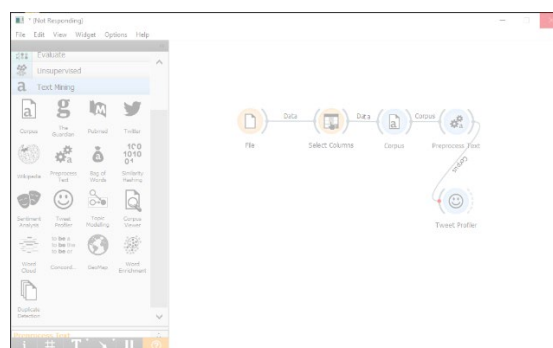 * (Not Responding)
File Edit View Widget Options Help
Evaluate
Unsupervised
a Text Mining
Corpus The Guardian Pubmed Twitter
Wikipedia Preprocess Text Bag of Words Similarity Hashing
Sentiment Analysis Tweet Profiler Topic Modelling Corpus Viewer
Word Cloud Concord... GeoMap Word Enrichment
Duplicate Detection
Preprocess Text
Data Data Corpus
File Select Columns Corpus Preprocess Text
Corpus
Tweet Profiler